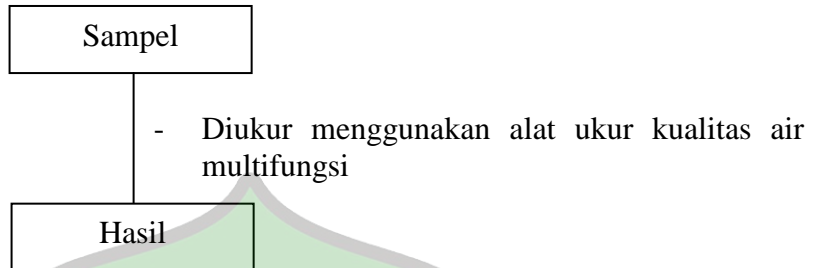 Sampel
- Diukur menggunakan alat ukur kualitas air
multifungsi
Hasil